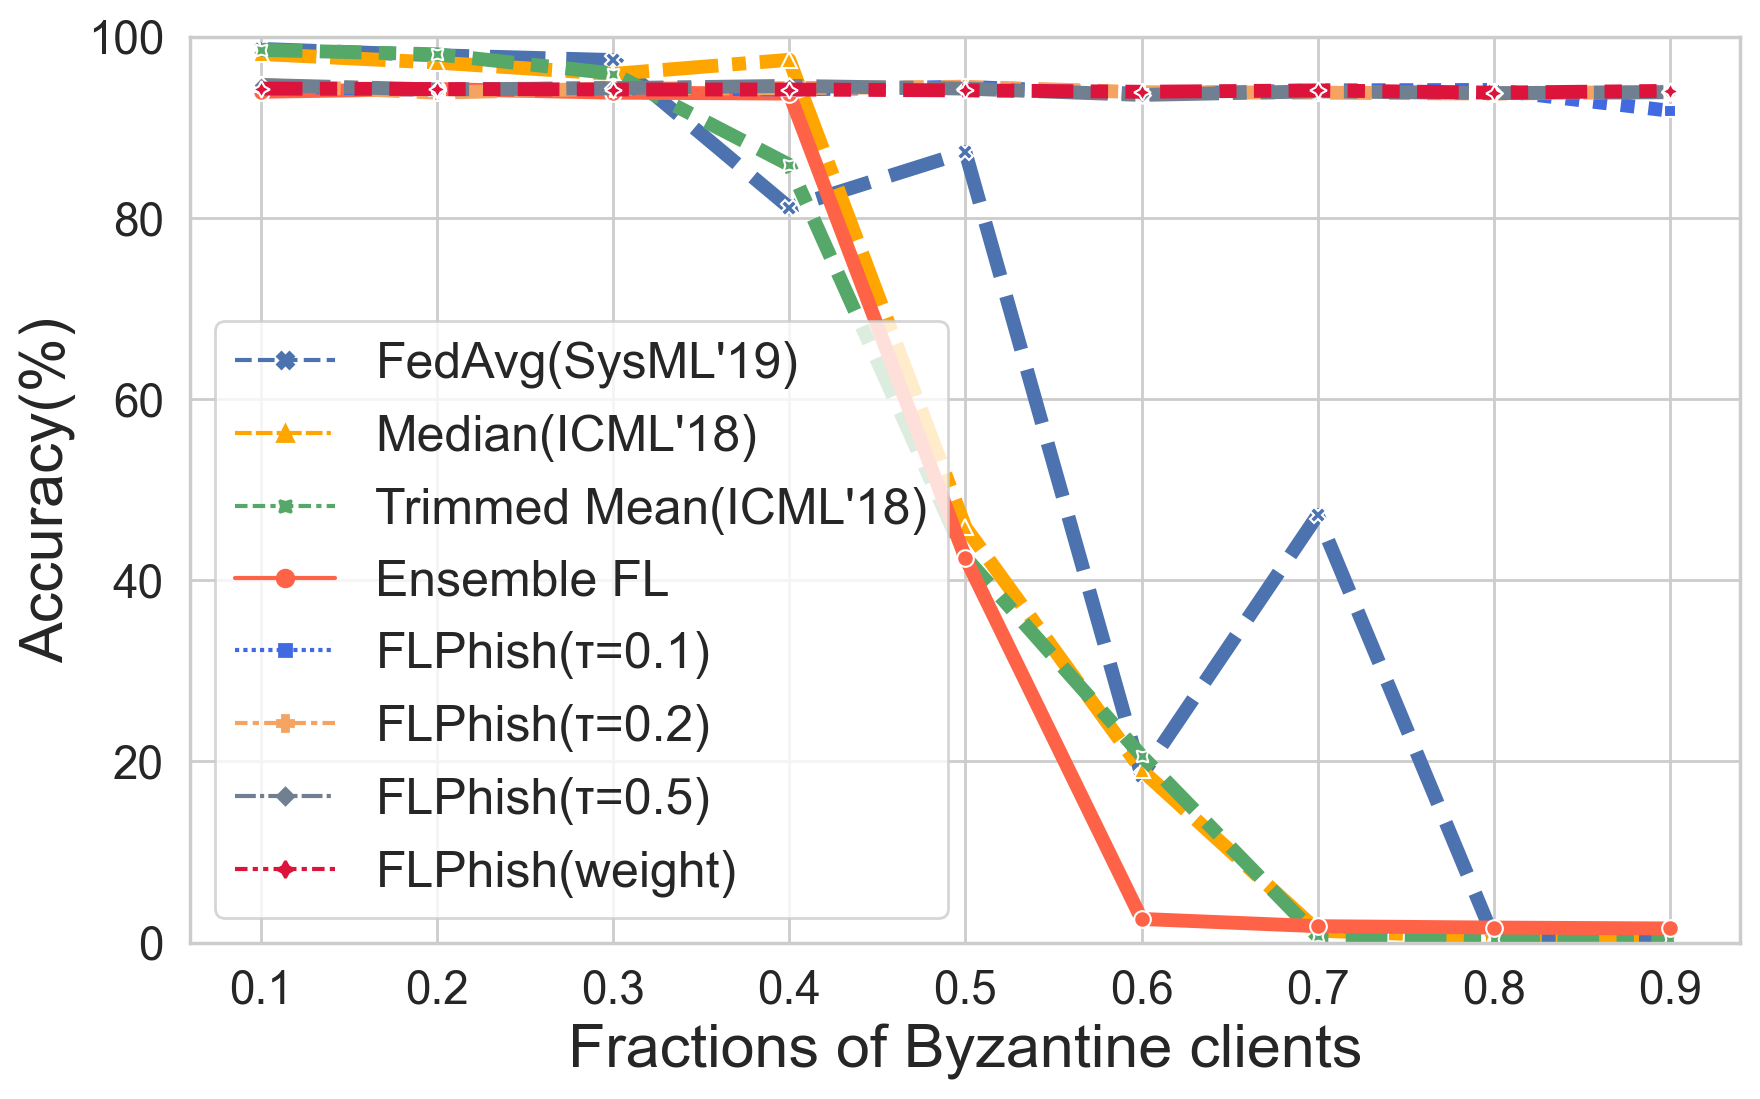 100
80
60
40
20
0
Accuracy(%)
FedAvg(SysML'19)
Median(ICML'18)
Trimmed Mean(ICML'18)
Ensemble FL
FLPhish(τ=0.1)
FLPhish(τ=0.2)
FLPhish(τ=0.5)
FLPhish(weight)
0.1 0.2 0.3 0.4 0.5 0.6 0.7 0.8 0.9
Fractions of Byzantine clients